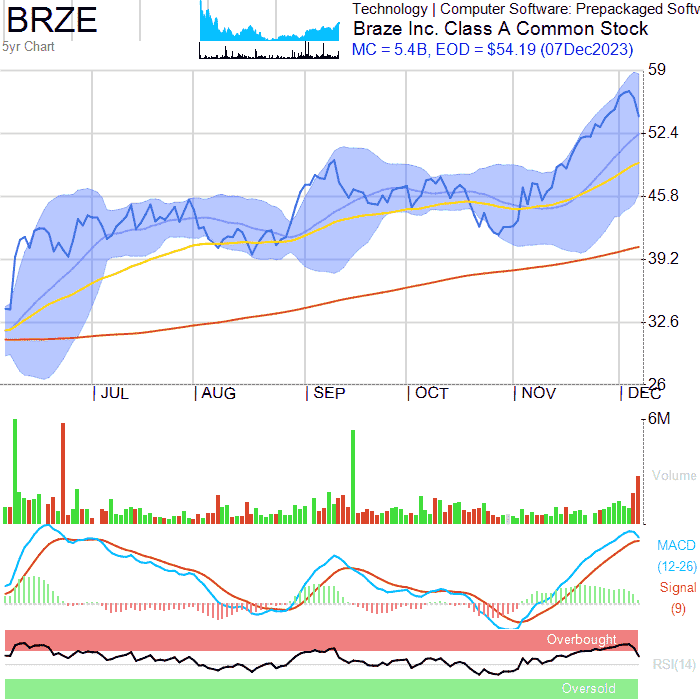 BRZE
5yr Chart
Technology | Computer Software: Prepackaged Softw
Braze Inc. Class A Common Stock
MC = 5.4B, EOD = $54.19 (07Dec2023)
59
52.4
45.8
39.2
32.6
26
JUL
AUG
SEP
OCT
NOV
DEC
6M
Volume
MACD
(12-26)
Signal
(9)
Overbought
RSI(14)
Oversold